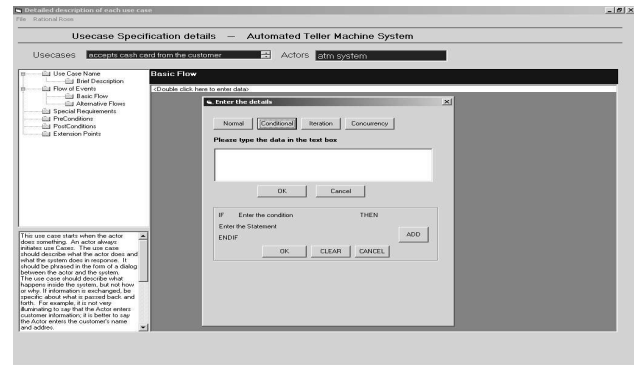 Detailed description of each use case
File Rational Rose
Usecase Specification details — Automated Teller Machine System
Usecases accepts cash card from the customer Actors atm system
Use Case Name
Brief Description
Flow of Events
Basic Flow
Alternative Flows
Special Requirements
PreConditions
PostConditions
Extension Points
Basic Flow
<Double click here to enter data>
Enter the details
Normal Conditional Iteration Concurrency
Please type the data in the text box
OK Cancel
IF Enter the condition THEN
Enter the Statement
ADD
ENDIF
OK CLEAR CANCEL
This use case starts when the actor
does something. An actor always
initiates use Cases. The use case
should describe what the actor does and
what the system does in response. It
should be phrased in the form of a dialog
between the actor and the system.
The use case should describe what
happens inside the system, but not how
or why. If information is exchanged, be
specific about what is passed back and
forth. For example, it is not very
illuminating to say that the Actor enters
customer information; it is better to say
the Actor enters the customer's name
and addres.